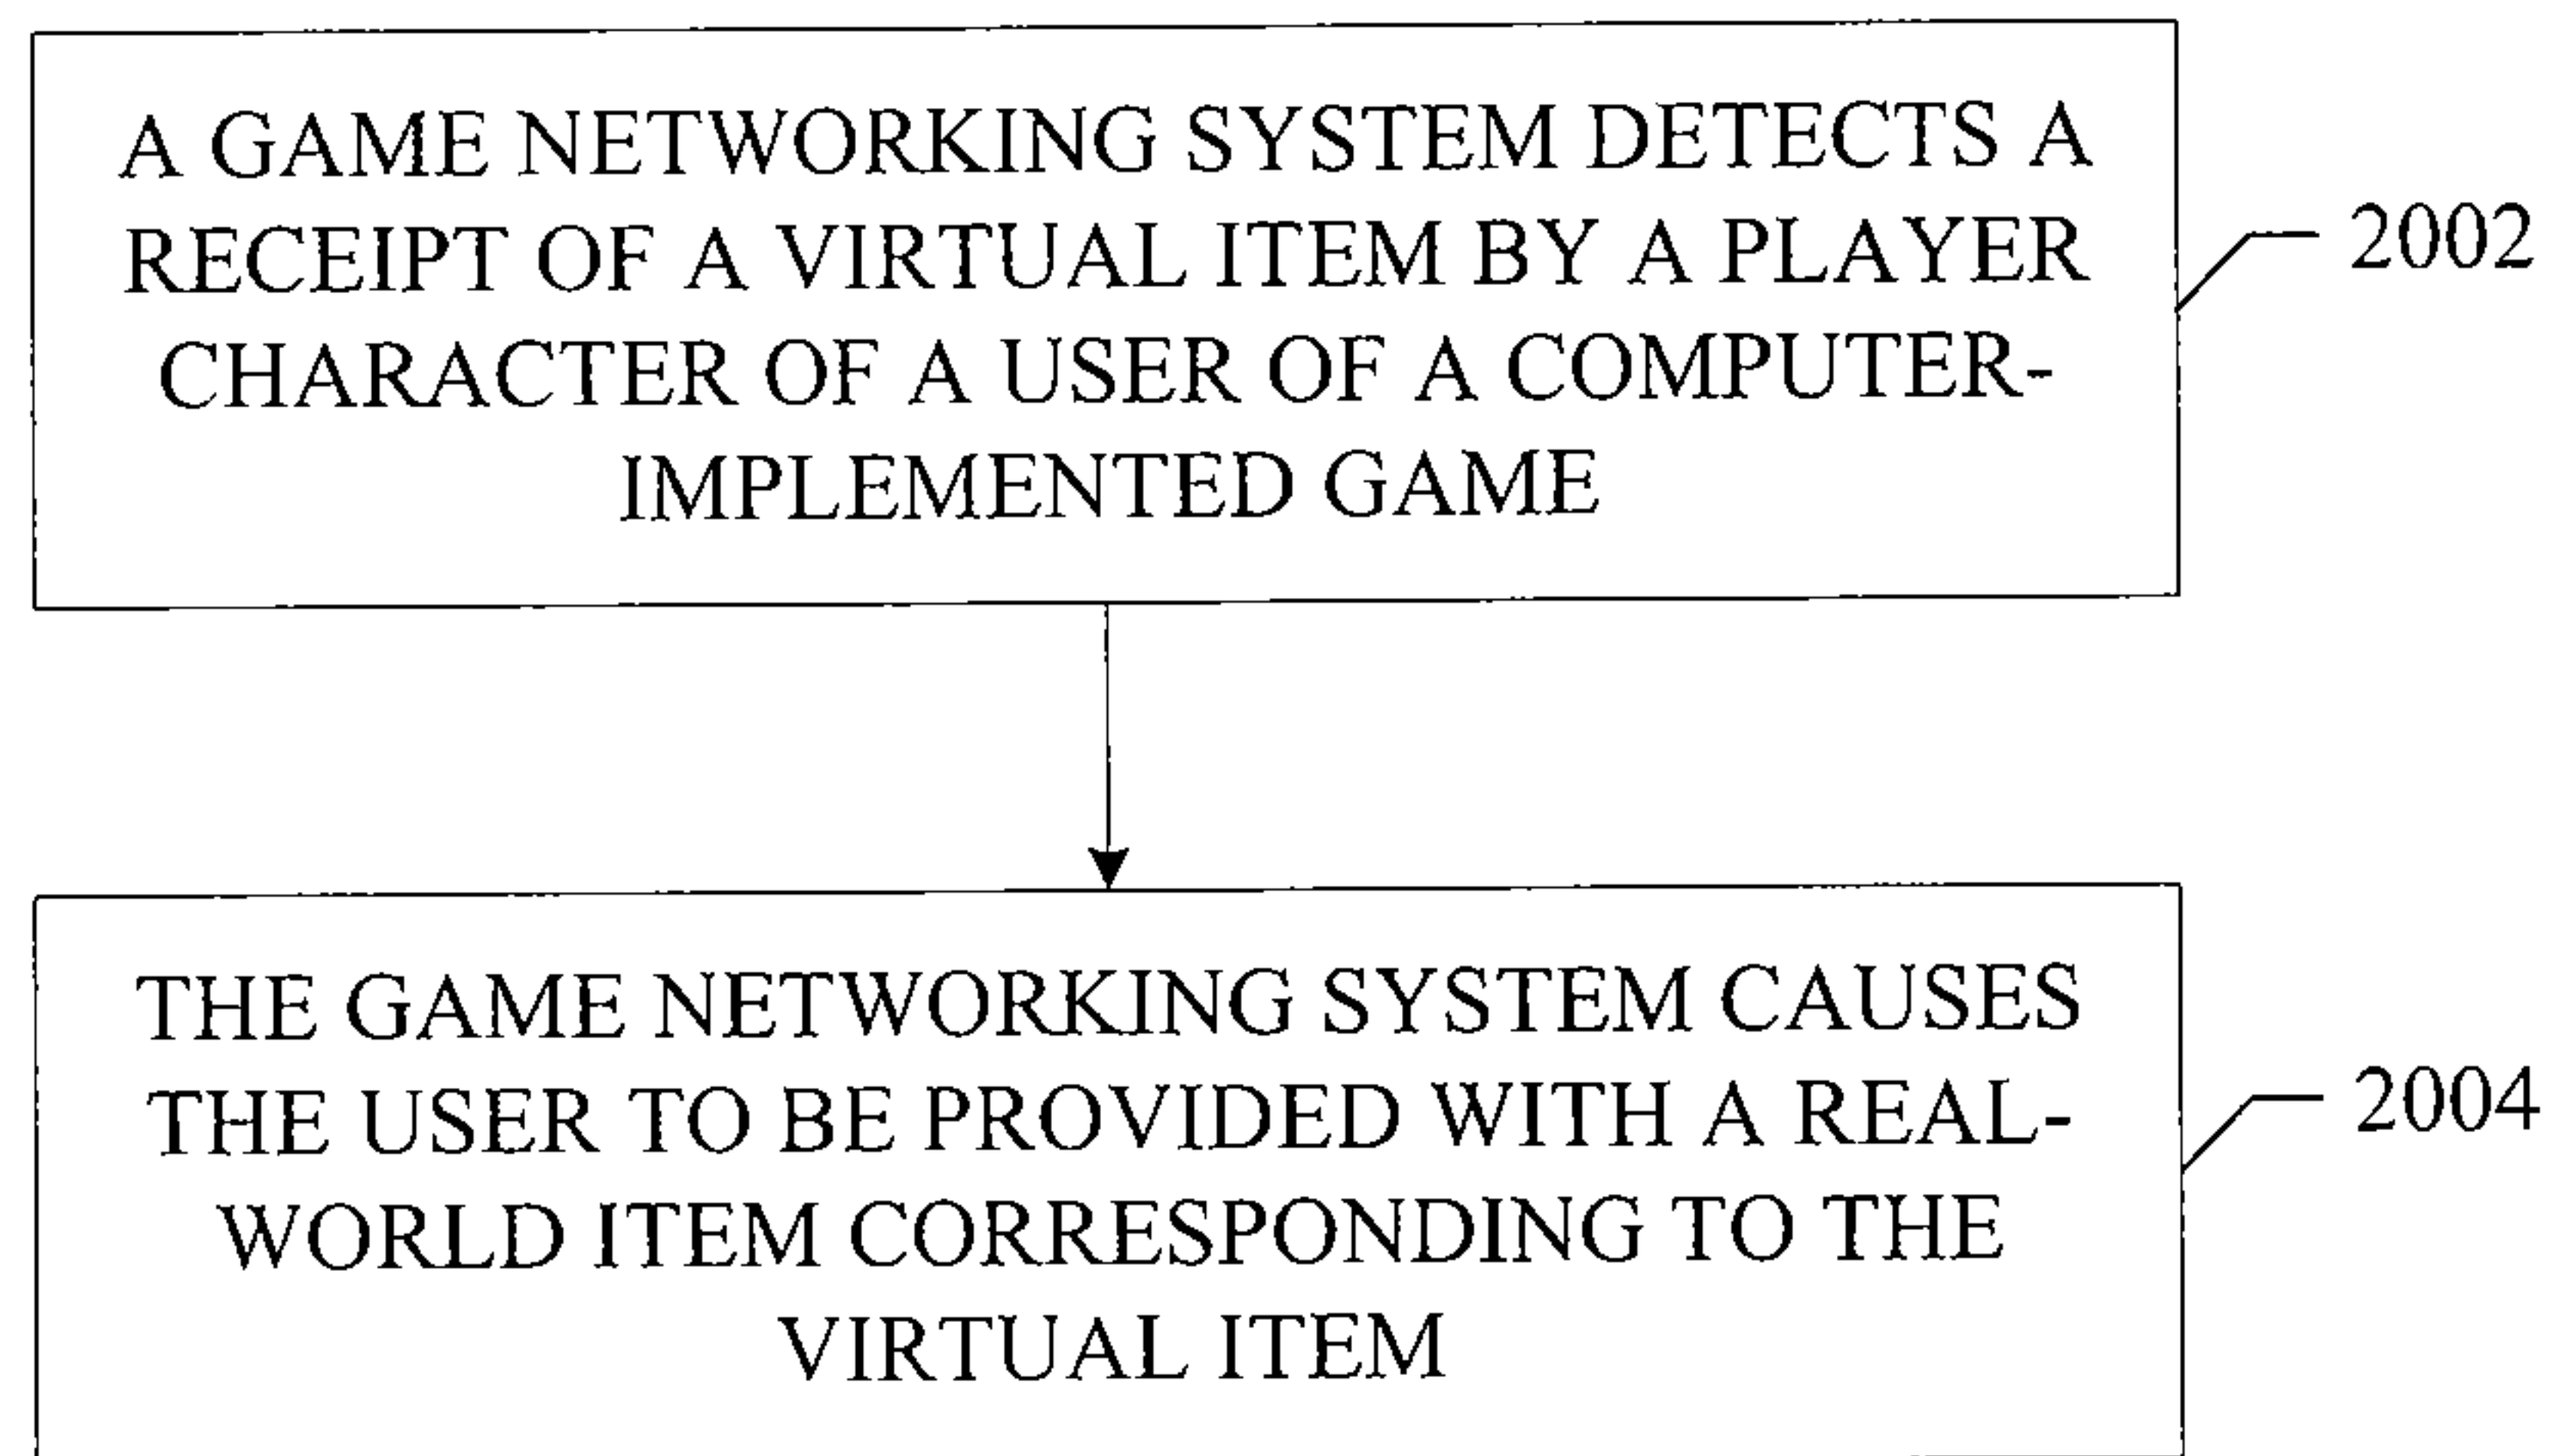 A GAME NETWORKING SYSTEM DETECTS A
RECEIPT OF A VIRTUAL ITEM BY A PLAYER
CHARACTER OF A USER OF A COMPUTER-
IMPLEMENTED GAME
2002
THE GAME NETWORKING SYSTEM CAUSES
THE USER TO BE PROVIDED WITH A REAL-
WORLD ITEM CORRESPONDING TO THE
VIRTUAL ITEM
2004